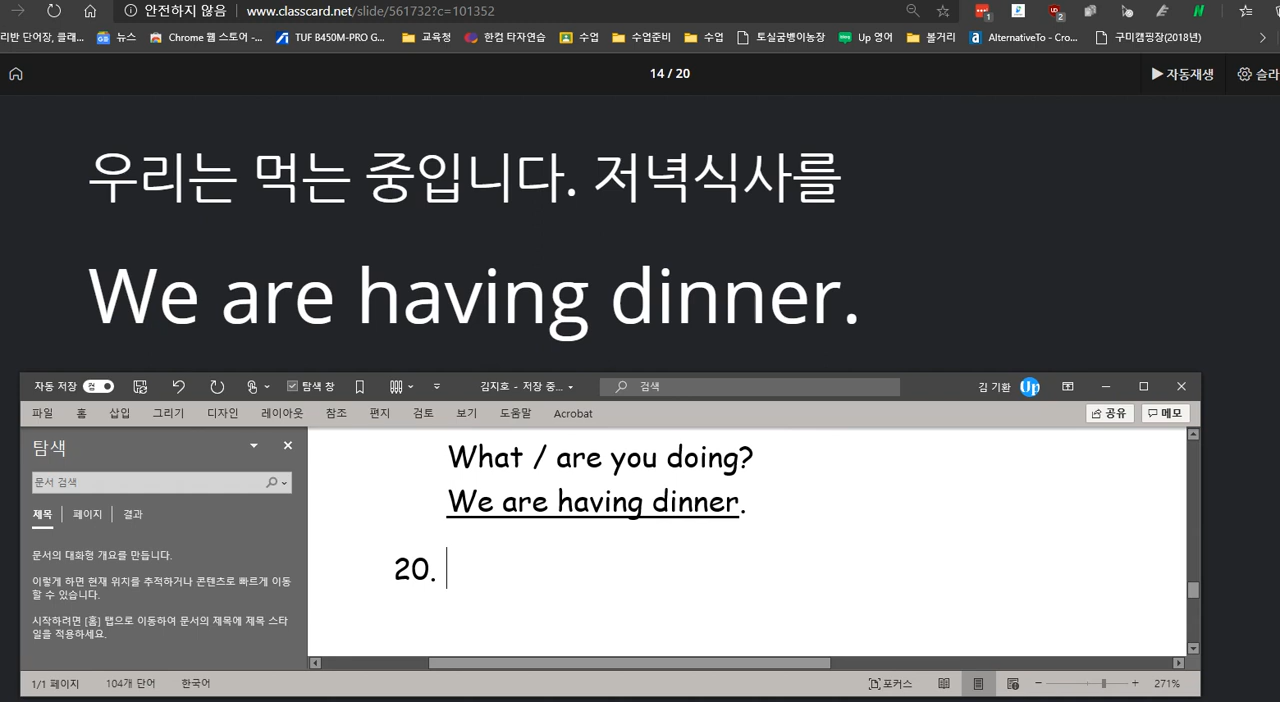 안전하지 않음 www.classcard.net/slide/561732?c=101352
리반 단어장, 클래... 뉴스 Chrome 웹 스토어 -... TUF B450M-PRO G... 교육청 한컴 타자연습 수업 수업준비 수업 토실굼뱅이농장 Up 영어 볼거리 AlternativeTo - Cro... 구미캠핑장(2018년)
14 / 20 자동재생 슬라
우리는 먹는 중입니다. 저녁식사를
We are having dinner.
자동 저장 탐색 창 김지호 - 저장 중... 검색 김 기환 Up
파일 홈 삽입 그리기 디자인 레이아웃 참조 편지 검토 보기 도움말 Acrobat 공유 메모
탐색
문서 검색
제목 페이지 결과
문서의 대화형 개요를 만듭니다.
이렇게 하면 현재 위치를 추적하거나 콘텐츠로 빠르게 이동
할 수 있습니다.
시작하려면 [홈] 탭으로 이동하여 문서의 제목에 제목 스타
일을 적용하세요.
What / are you doing?
We are having dinner.
20.
1/1 페이지 104개 단어 한국어 포커스 271%